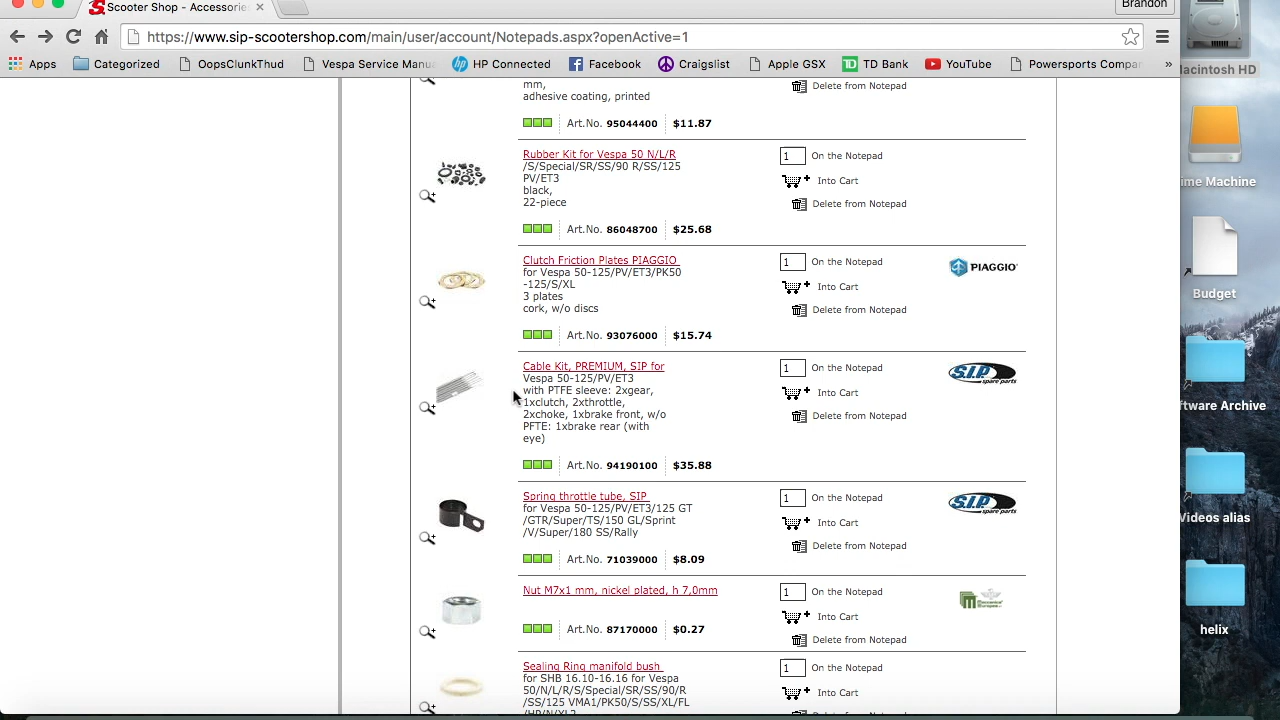 Scooter Shop - Accessorie
Brandon
https://www.sip-scootershop.com/main/user/account/Notepads.aspx?openActive=1
Apps Categorized OopsClunkThud Vespa Service Manu HP Connected Facebook Craigslist Apple GSX TD Bank YouTube Powersports Compa »
Macintosh HD
mm,
adhesive coating, printed
Delete from Notepad
Art.No. 95044400 $11.87
Rubber Kit for Vespa 50 N/L/R
/S/Special/SR/SS/90 R/SS/125
PV/ET3
black,
22-piece
1 On the Notepad
Into Cart
Delete from Notepad
Art.No. 86048700 $25.68
Clutch Friction Plates PIAGGIO
for Vespa 50-125/PV/ET3/PK50
-125/S/XL
3 plates
cork, w/o discs
1 On the Notepad
Into Cart
Delete from Notepad
PIAGGIO
Art.No. 93076000 $15.74
Cable Kit, PREMIUM, SIP for
Vespa 50-125/PV/ET3
with PTFE sleeve: 2xgear,
1xclutch, 2xthrottle,
2xchoke, 1xbrake front, w/o
PFTE: 1xbrake rear (with
eye)
1 On the Notepad
Into Cart
Delete from Notepad
S.I.P. spare parts
Art.No. 94190100 $35.88
Spring throttle tube, SIP
for Vespa 50-125/PV/ET3/125 GT
/GTR/Super/TS/150 GL/Sprint
/V/Super/180 SS/Rally
1 On the Notepad
Into Cart
Delete from Notepad
S.I.P. spare parts
Art.No. 71039000 $8.09
Nut M7x1 mm, nickel plated, h 7,0mm
1 On the Notepad
Into Cart
Delete from Notepad
Art.No. 87170000 $0.27
Sealing Ring manifold bush
for SHB 16.10-16.16 for Vespa
50/N/L/R/S/Special/SR/SS/90/R
/SS/125 VMA1/PK50/S/SS/XL/FL
1 On the Notepad
Into Cart
ime Machine
Budget
ftware Archive
Videos alias
helix